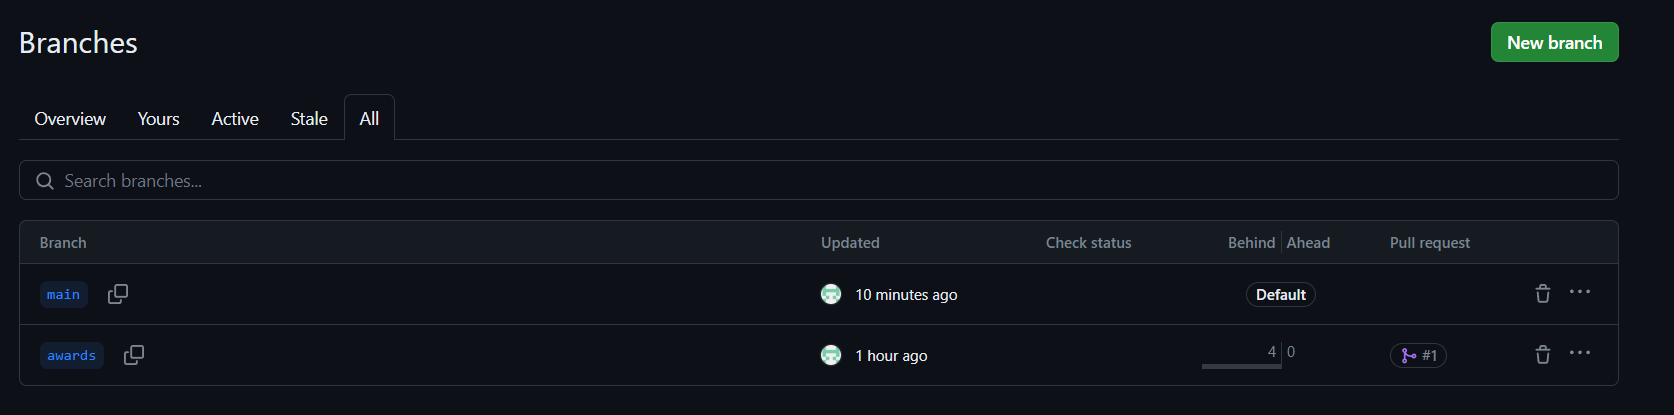 Branches
New branch
Overview Yours Active Stale All
Search branches...
Branch Updated Check status Behind Ahead Pull request
main 10 minutes ago Default
awards 1 hour ago 4 0 #1